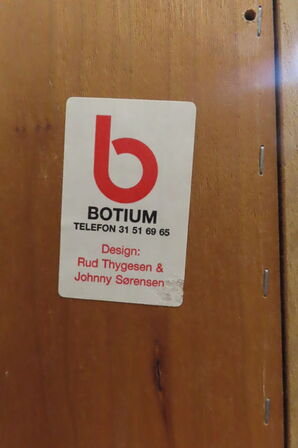 b
BOTIUM
TELEFON 31 51 69 65
Design:
Rud Thygesen &
Johnny Sørensen